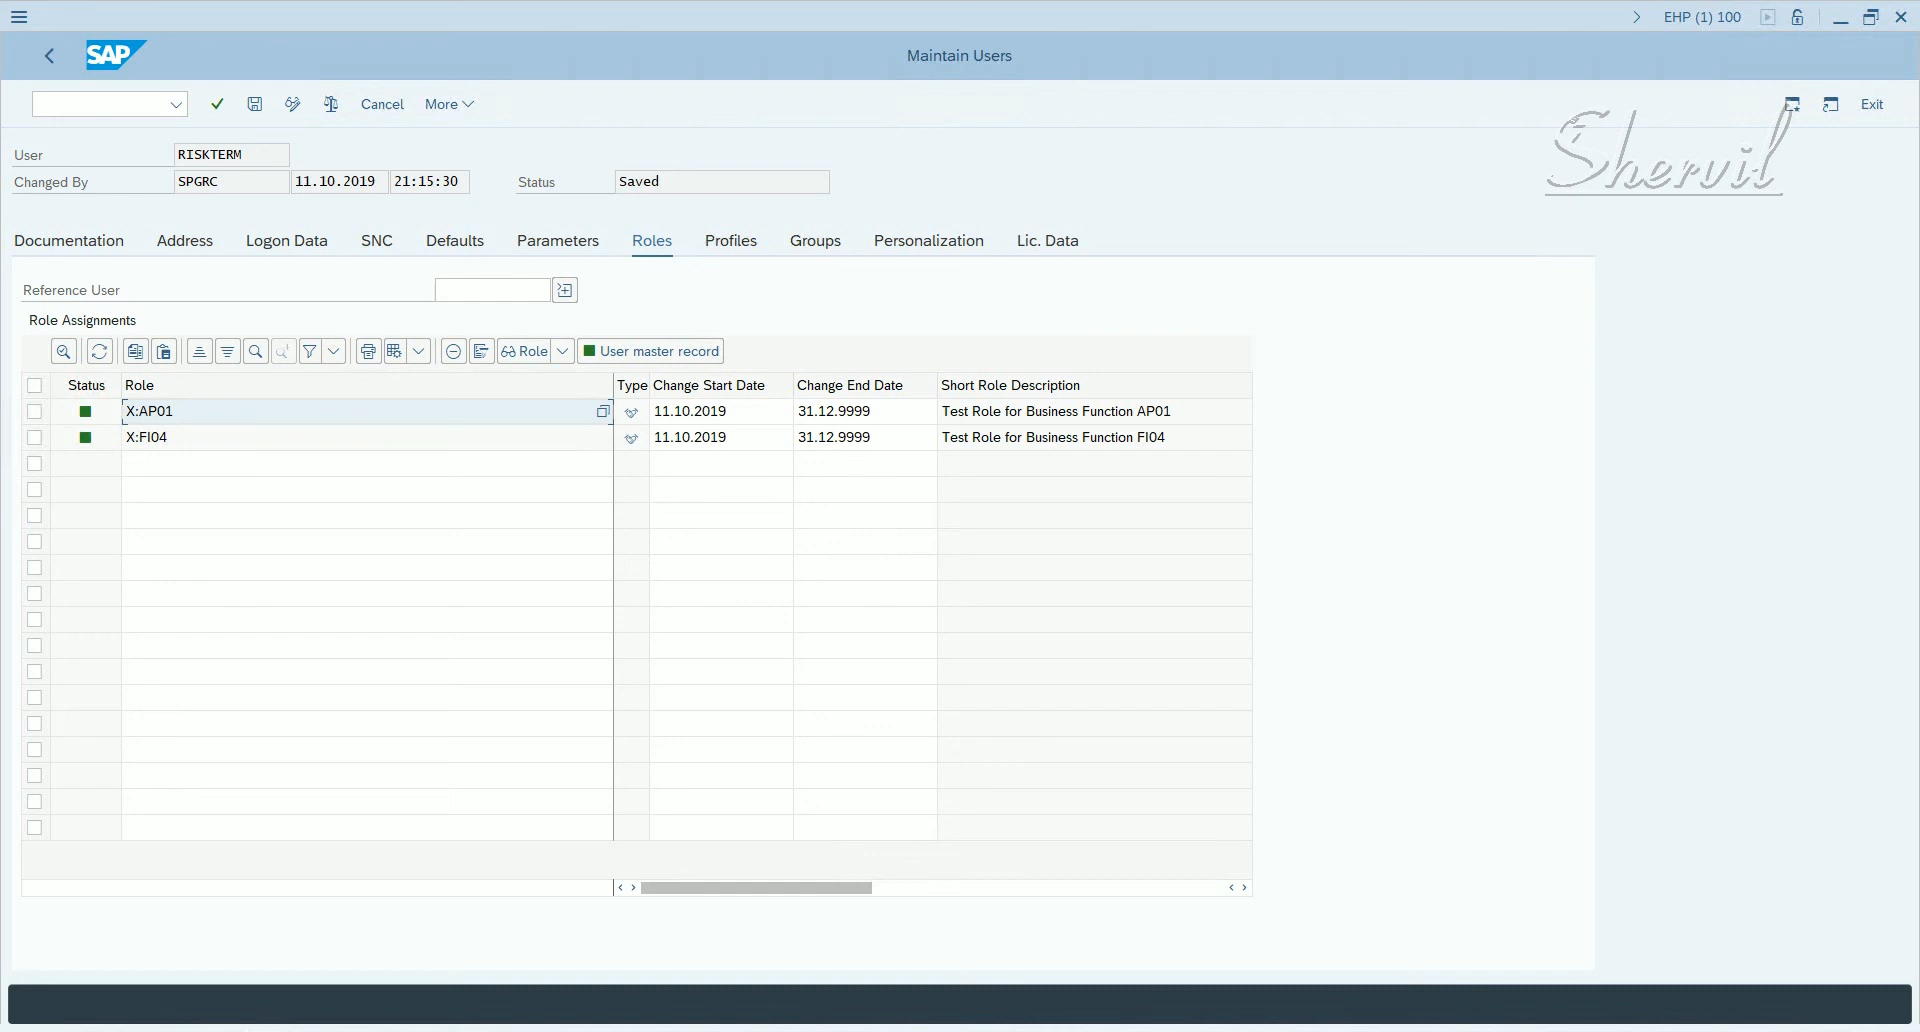 EHP (1) 100
SAP
Maintain Users
Cancel More
Exit
Shervil
User RISKTERM
Changed By SPGRC 11.10.2019 21:15:30 Status Saved
Documentation Address Logon Data SNC Defaults Parameters Roles Profiles Groups Personalization Lic. Data
Reference User
Role Assignments
Role User master record
Status Role Type Change Start Date Change End Date Short Role Description
X:AP01 11.10.2019 31.12.9999 Test Role for Business Function AP01
X:FI04 11.10.2019 31.12.9999 Test Role for Business Function FI04